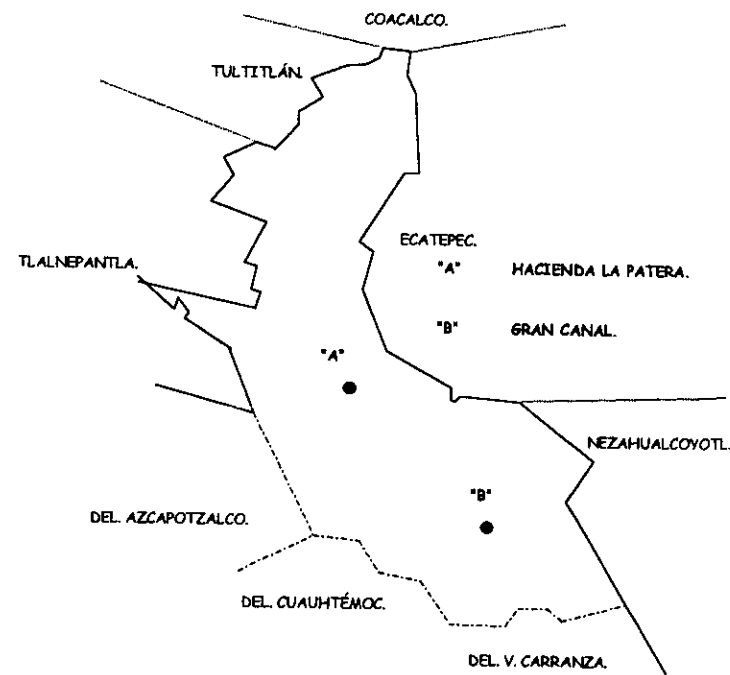 COACALCO.
TULTITLÁN.
ECATEPEC.
TLALNEPANTLA.
"A" HACIENDA LA PATERA.
"B" GRAN CANAL.
"A"
NEZAHUALCOYOTL.
"B"
DEL. AZCAPOTZALCO.
DEL. CUAUHTÉMOC.
DEL. V. CARRANZA.